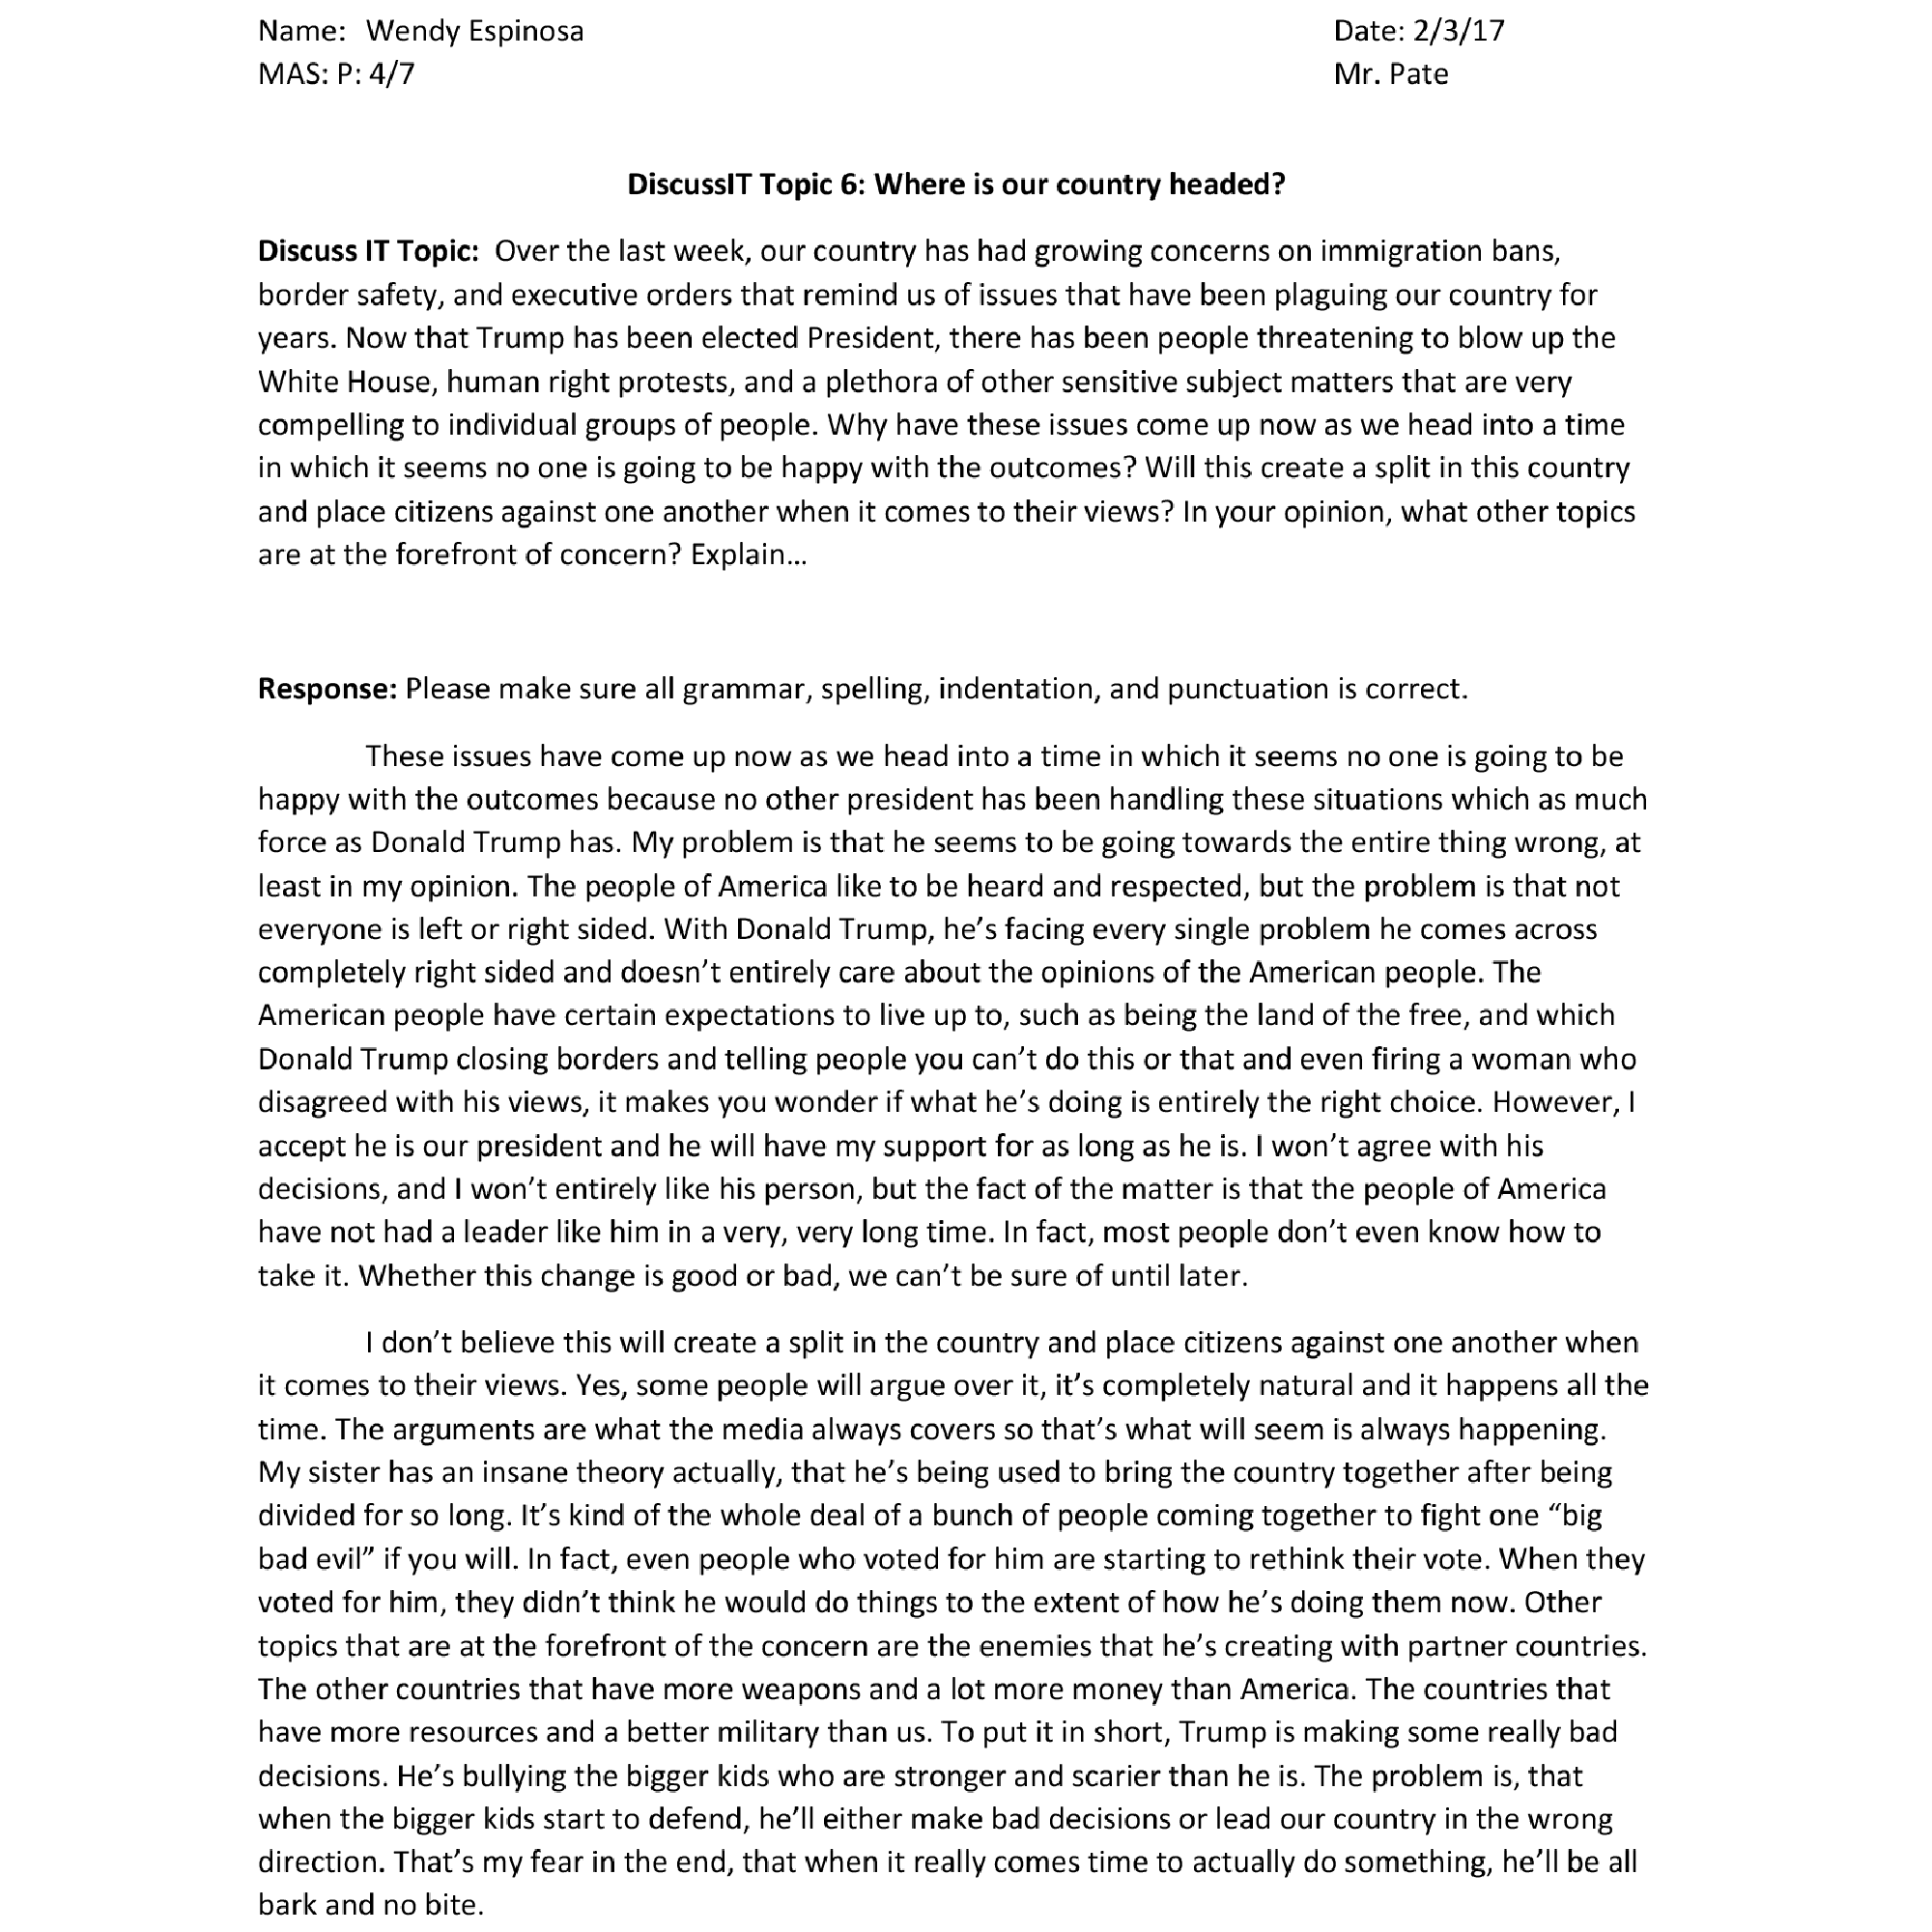 Name: Wendy Espinosa Date: 2/3/17
MAS: P: 4/7 Mr. Pate
DiscussIT Topic 6: Where is our country headed?
Discuss IT Topic: Over the last week, our country has had growing concerns on immigration bans,
border safety, and executive orders that remind us of issues that have been plaguing our country for
years. Now that Trump has been elected President, there has been people threatening to blow up the
White House, human right protests, and a plethora of other sensitive subject matters that are very
compelling to individual groups of people. Why have these issues come up now as we head into a time
in which it seems no one is going to be happy with the outcomes? Will this create a split in this country
and place citizens against one another when it comes to their views? In your opinion, what other topics
are at the forefront of concern? Explain…
Response: Please make sure all grammar, spelling, indentation, and punctuation is correct.
These issues have come up now as we head into a time in which it seems no one is going to be
happy with the outcomes because no other president has been handling these situations which as much
force as Donald Trump has. My problem is that he seems to be going towards the entire thing wrong, at
least in my opinion. The people of America like to be heard and respected, but the problem is that not
everyone is left or right sided. With Donald Trump, he’s facing every single problem he comes across
completely right sided and doesn’t entirely care about the opinions of the American people. The
American people have certain expectations to live up to, such as being the land of the free, and which
Donald Trump closing borders and telling people you can’t do this or that and even firing a woman who
disagreed with his views, it makes you wonder if what he’s doing is entirely the right choice. However, I
accept he is our president and he will have my support for as long as he is. I won’t agree with his
decisions, and I won’t entirely like his person, but the fact of the matter is that the people of America
have not had a leader like him in a very, very long time. In fact, most people don’t even know how to
take it. Whether this change is good or bad, we can’t be sure of until later.
I don’t believe this will create a split in the country and place citizens against one another when
it comes to their views. Yes, some people will argue over it, it’s completely natural and it happens all the
time. The arguments are what the media always covers so that’s what will seem is always happening.
My sister has an insane theory actually, that he’s being used to bring the country together after being
divided for so long. It’s kind of the whole deal of a bunch of people coming together to fight one “big
bad evil” if you will. In fact, even people who voted for him are starting to rethink their vote. When they
voted for him, they didn’t think he would do things to the extent of how he’s doing them now. Other
topics that are at the forefront of the concern are the enemies that he’s creating with partner countries.
The other countries that have more weapons and a lot more money than America. The countries that
have more resources and a better military than us. To put it in short, Trump is making some really bad
decisions. He’s bullying the bigger kids who are stronger and scarier than he is. The problem is, that
when the bigger kids start to defend, he’ll either make bad decisions or lead our country in the wrong
direction. That’s my fear in the end, that when it really comes time to actually do something, he’ll be all
bark and no bite.